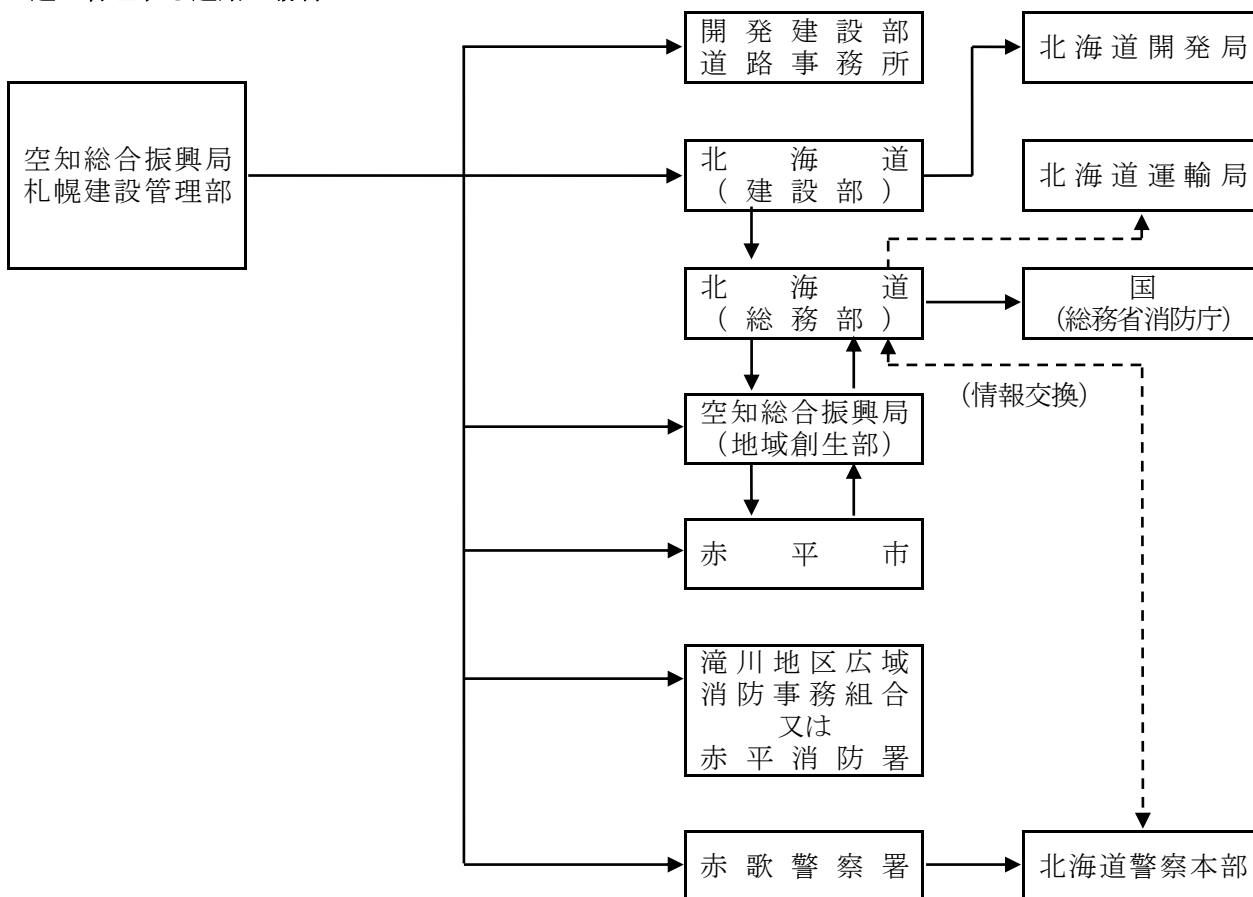 開発建設部
道路事務所
北海道開発局
空知総合振興局
札幌建設管理部
北海道
(建設部)
北海道運輸局
北海道
(総務部)
国
(総務省消防庁)
(情報交換)
空知総合振興局
(地域創生部)
赤平市
滝川地区広域
消防事務組合
又は
赤平消防署
赤歌警察署
北海道警察本部